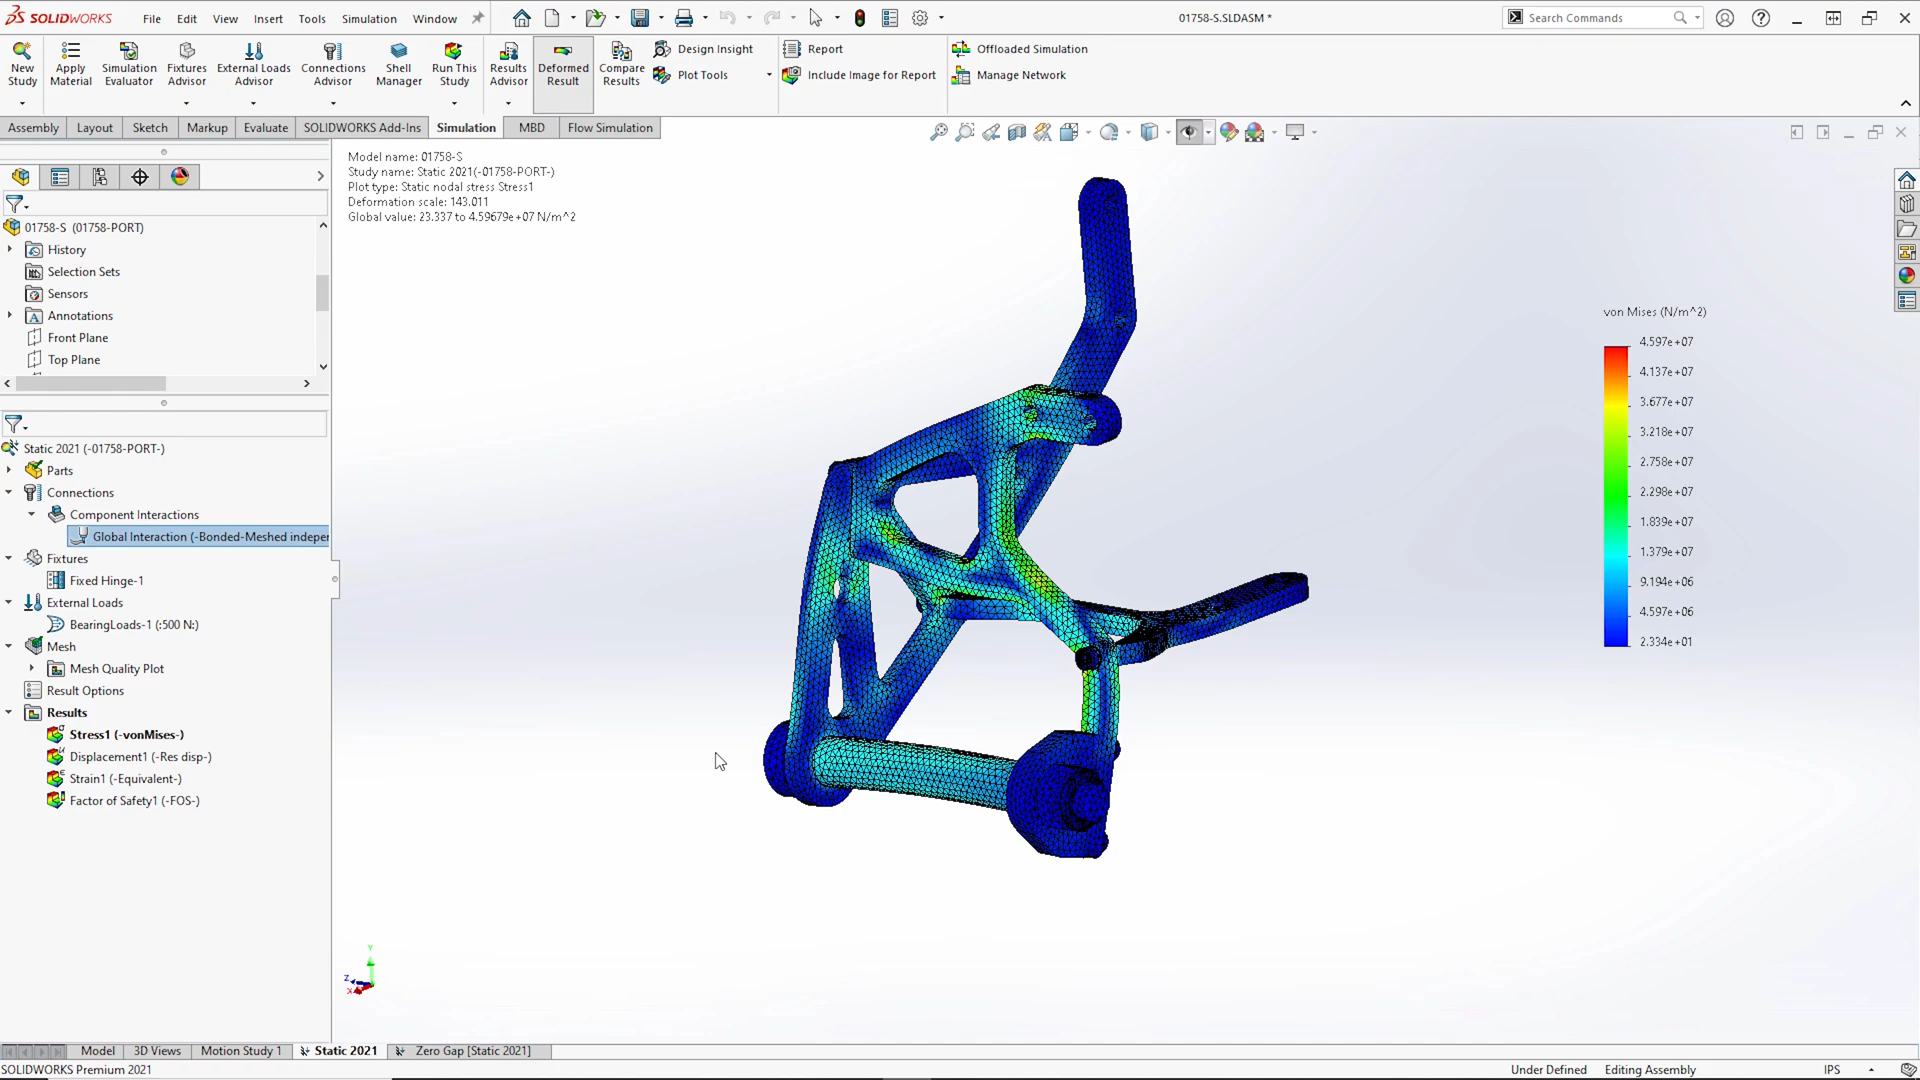 SOLIDWORKS
File Edit View Insert Tools Simulation Window
01758-S.SLDASM *
Search Commands
New Study
Apply Material
Simulation Evaluator
Fixtures Advisor
External Loads Advisor
Connections Advisor
Shell Manager
Run This Study
Results Advisor
Deformed Result
Compare Results
Design Insight
Plot Tools
Report
Include Image for Report
Offloaded Simulation
Manage Network
Assembly Layout Sketch Markup Evaluate SOLIDWORKS Add-Ins Simulation MBD Flow Simulation
01758-S (01758-PORT)
History
Selection Sets
Sensors
Annotations
Front Plane
Top Plane
Static 2021 (-01758-PORT-)
Parts
Connections
Component Interactions
Global Interaction (-Bonded-Meshed indeper
Fixtures
Fixed Hinge-1
External Loads
BearingLoads-1 (:500 N:)
Mesh
Mesh Quality Plot
Result Options
Results
Stress1 (-vonMises-)
Displacement1 (-Res disp-)
Strain1 (-Equivalent-)
Factor of Safety1 (-FOS-)
Model name: 01758-S
Study name: Static 2021(-01758-PORT-)
Plot type: Static nodal stress Stress1
Deformation scale: 143.011
Global value: 23.337 to 4.59679e+07 N/m^2
von Mises (N/m^2)
4.597e+07
4.137e+07
3.677e+07
3.218e+07
2.758e+07
2.298e+07
1.839e+07
1.379e+07
9.194e+06
4.597e+06
2.334e+01
Y
Z
X
Model 3D Views Motion Study 1 Static 2021 Zero Gap [Static 2021]
SOLIDWORKS Premium 2021
Under Defined Editing Assembly IPS